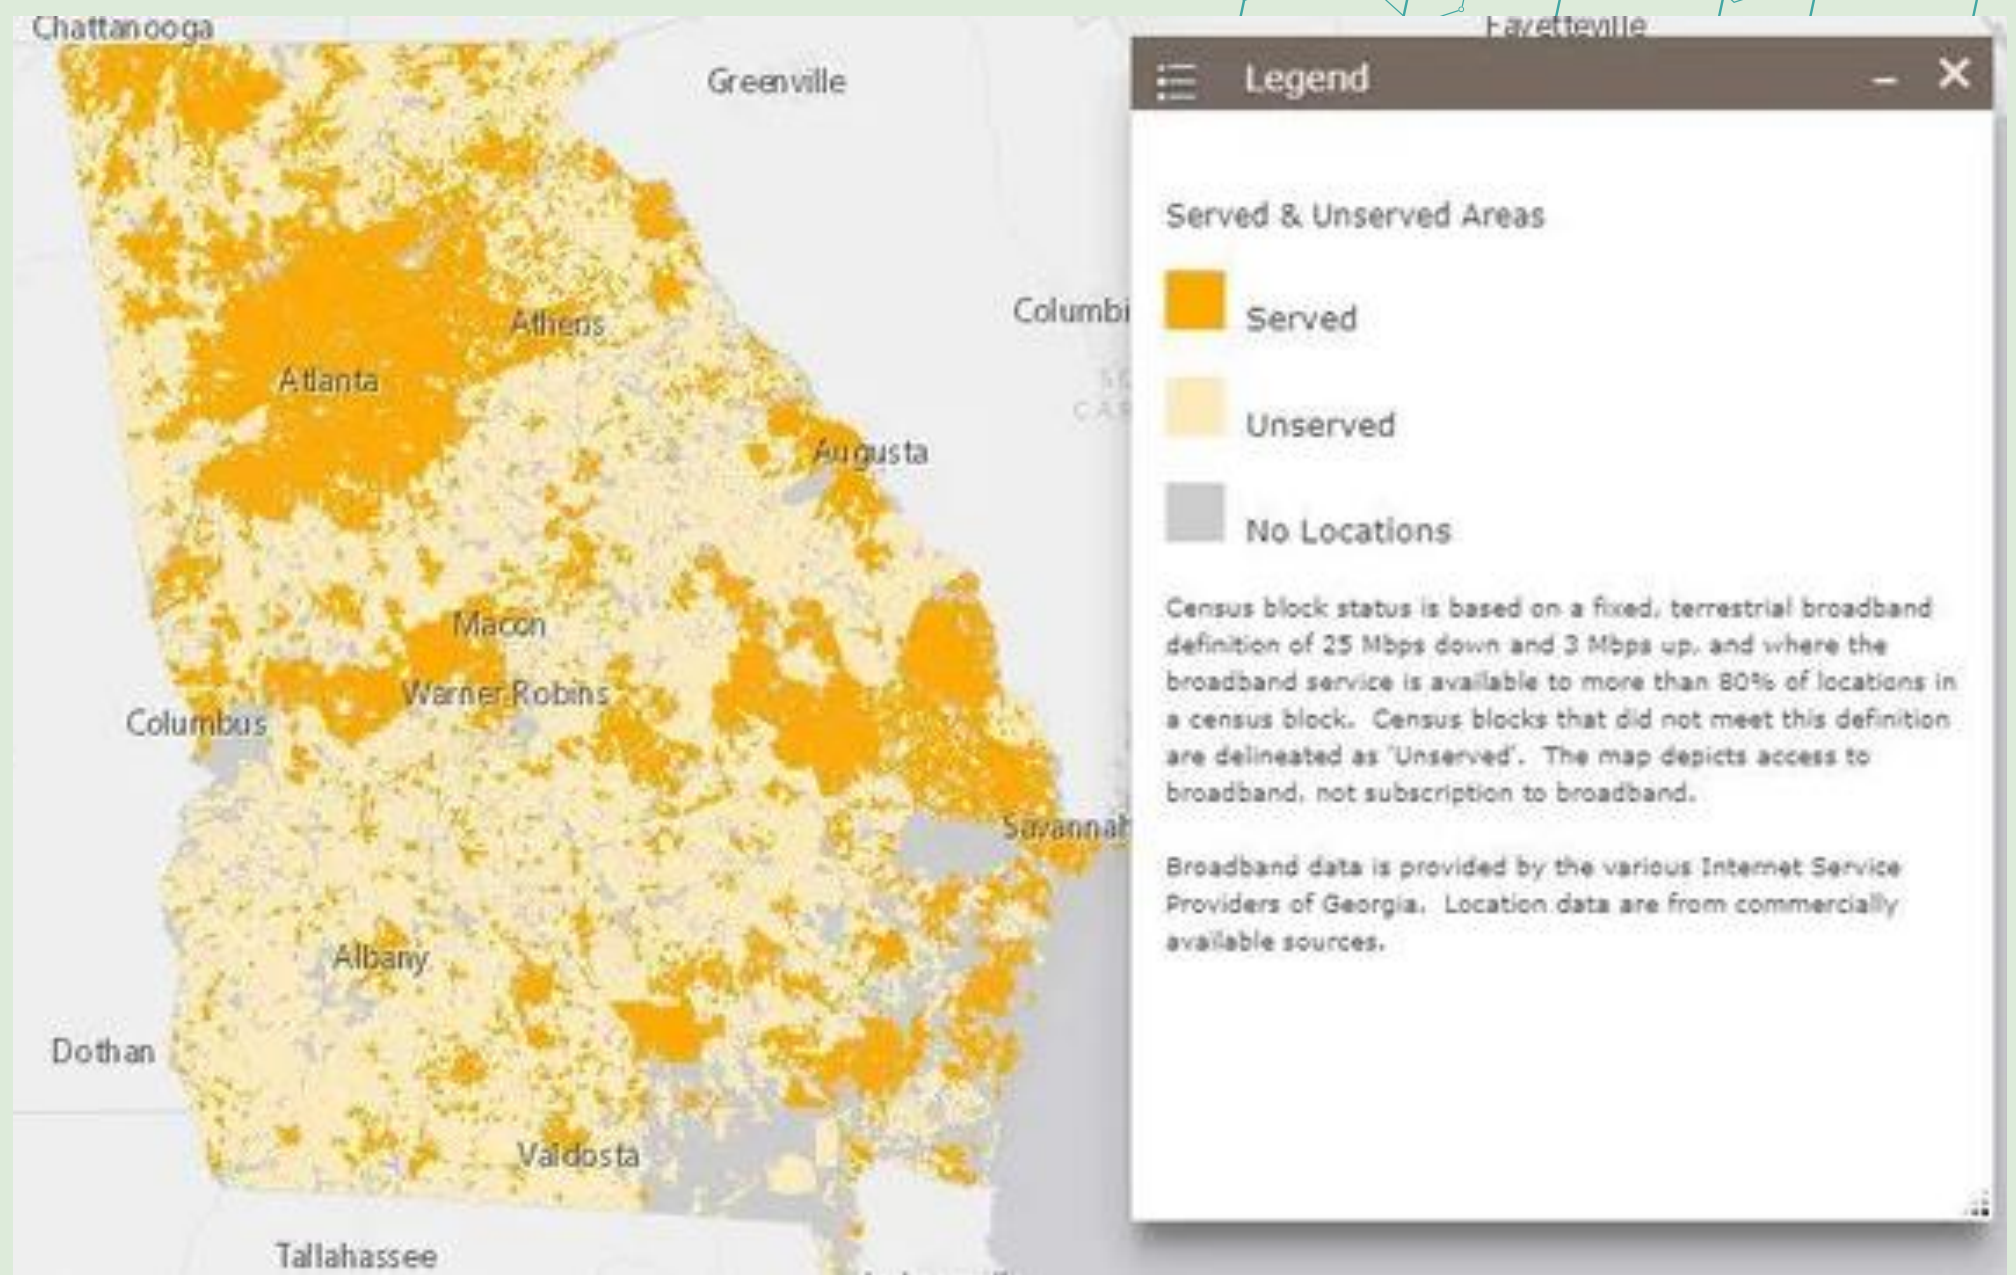 Chattanooga
Fayetteville
Greenville
Legend
Served & Unserved Areas
Columbi
Served
Athens
Atlanta
Unserved
Augusta
No Locations
Census block status is based on a fixed, terrestrial broadband
definition of 25 Mbps down and 3 Mbps up, and where the
broadband service is available to more than 80% of locations in
a census block. Census blocks that did not meet this definition
are delineated as 'Unserved'. The map depicts access to
broadband, not subscription to broadband.
Macon
Warner Robins
Columbus
Savannah
Broadband data is provided by the various Internet Service
Providers of Georgia. Location data are from commercially
available sources.
Albany
Dothan
Valdosta
Tallahassee